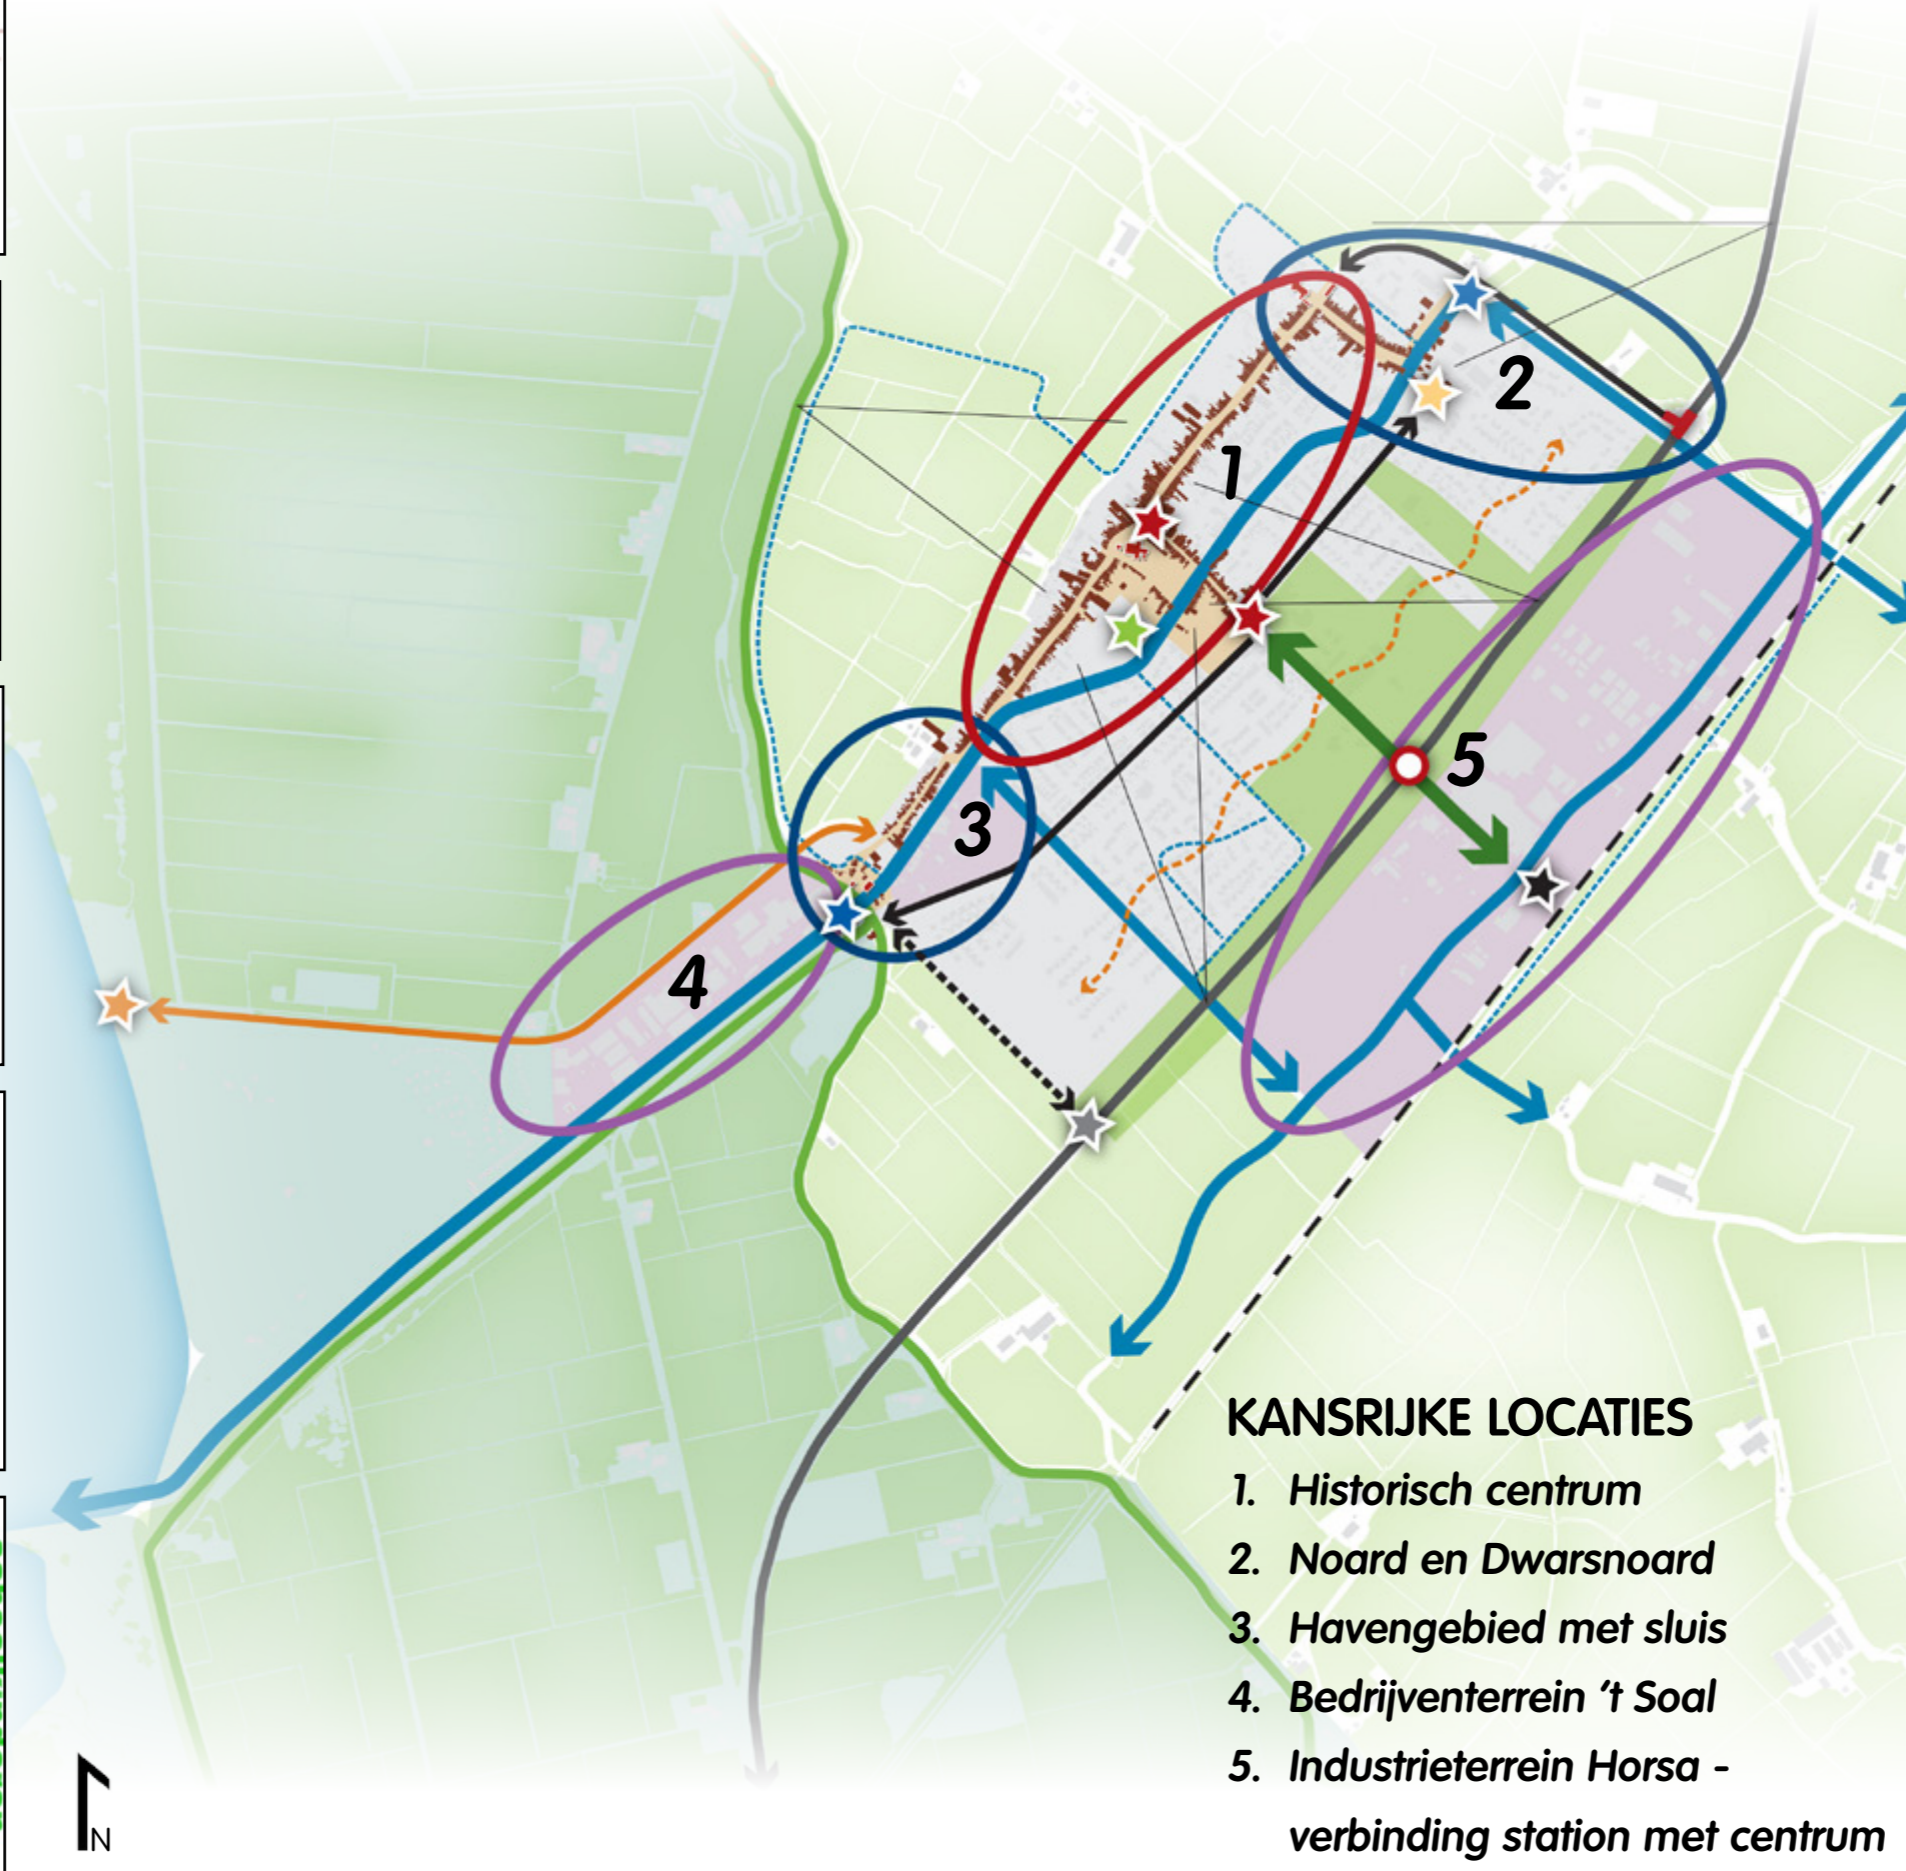 1
2
3
4
5
KANSRIJKE LOCATIES
1. Historisch centrum
2. Noard en Dwarsnoard
3. Havengebied met sluis
4. Bedrijventerrein ’t Soal
5. Industrieterrein Horsa -
verbinding station met centrum
N